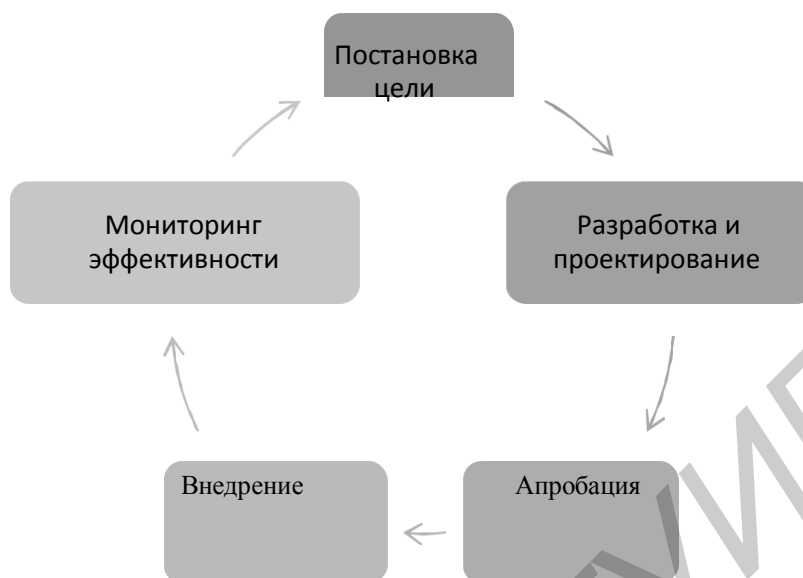 Постановка
цели
Разработка и
проектирование
Апробация
Внедрение
Мониторинг
эффективности